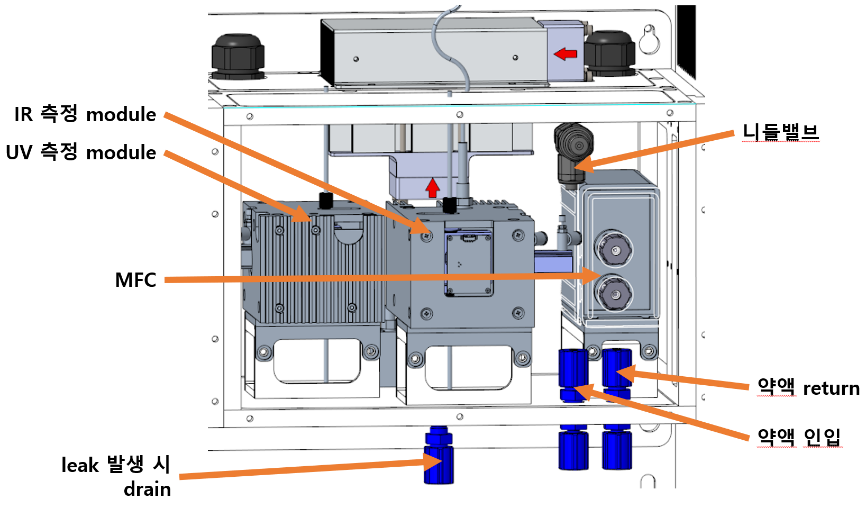 IR 측정 module
UV 측정 module
니들밸브
MFC
약액 return
약액 인입
leak 발생 시
drain